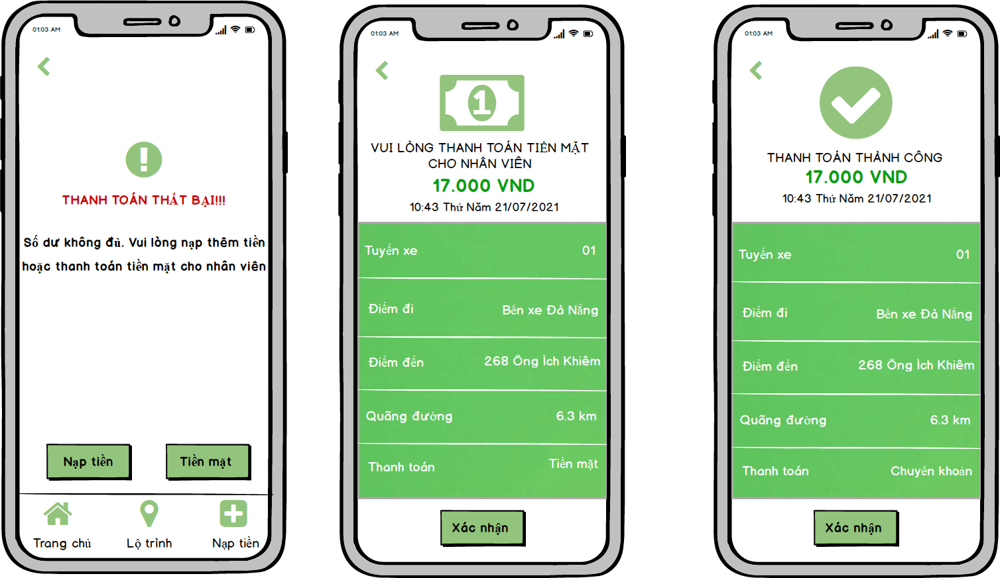 01:03 AM
THANH TOÁN THẤT BẠI!!!
Số dư không đủ. Vui lòng nạp thêm tiền
hoặc thanh toán tiền mặt cho nhân viên
Nạp tiền
Tiền mặt
Trang chủ
Lộ trình
Nạp tiền
01:03 AM
1
VUI LÒNG THANH TOÁN TIỀN MẶT
CHO NHÂN VIÊN
17.000 VND
10:43 Thứ Năm 21/07/2021
Tuyến xe 01
Điểm đi Bến xe Đà Nẵng
Điểm đến 268 Ông Ích Khiêm
Quãng đường 6.3 km
Thanh toán Tiền mặt
Xác nhận
01:03 AM
THANH TOÁN THÀNH CÔNG
17.000 VND
10:43 Thứ Năm 21/07/2021
Tuyến xe 01
Điểm đi Bến xe Đà Nẵng
Điểm đến 268 Ông Ích Khiêm
Quãng đường 6.3 km
Thanh toán Chuyển khoản
Xác nhận